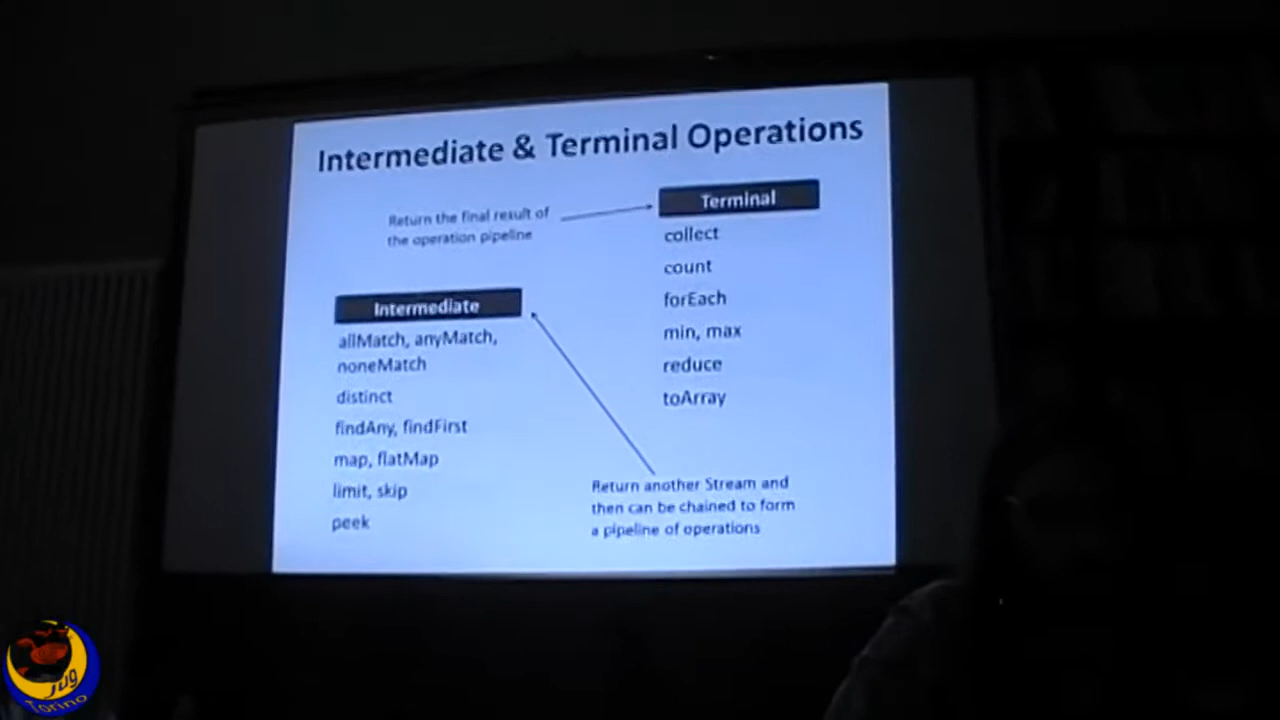 Intermediate & Terminal Operations
Return the final result of
the operation pipeline
Terminal
collect
count
forEach
min, max
reduce
toArray
Intermediate
allMatch, anyMatch,
noneMatch
distinct
findAny, findFirst
map, flatMap
limit, skip
peek
Return another Stream and
then can be chained to form
a pipeline of operations
Jug
Torino